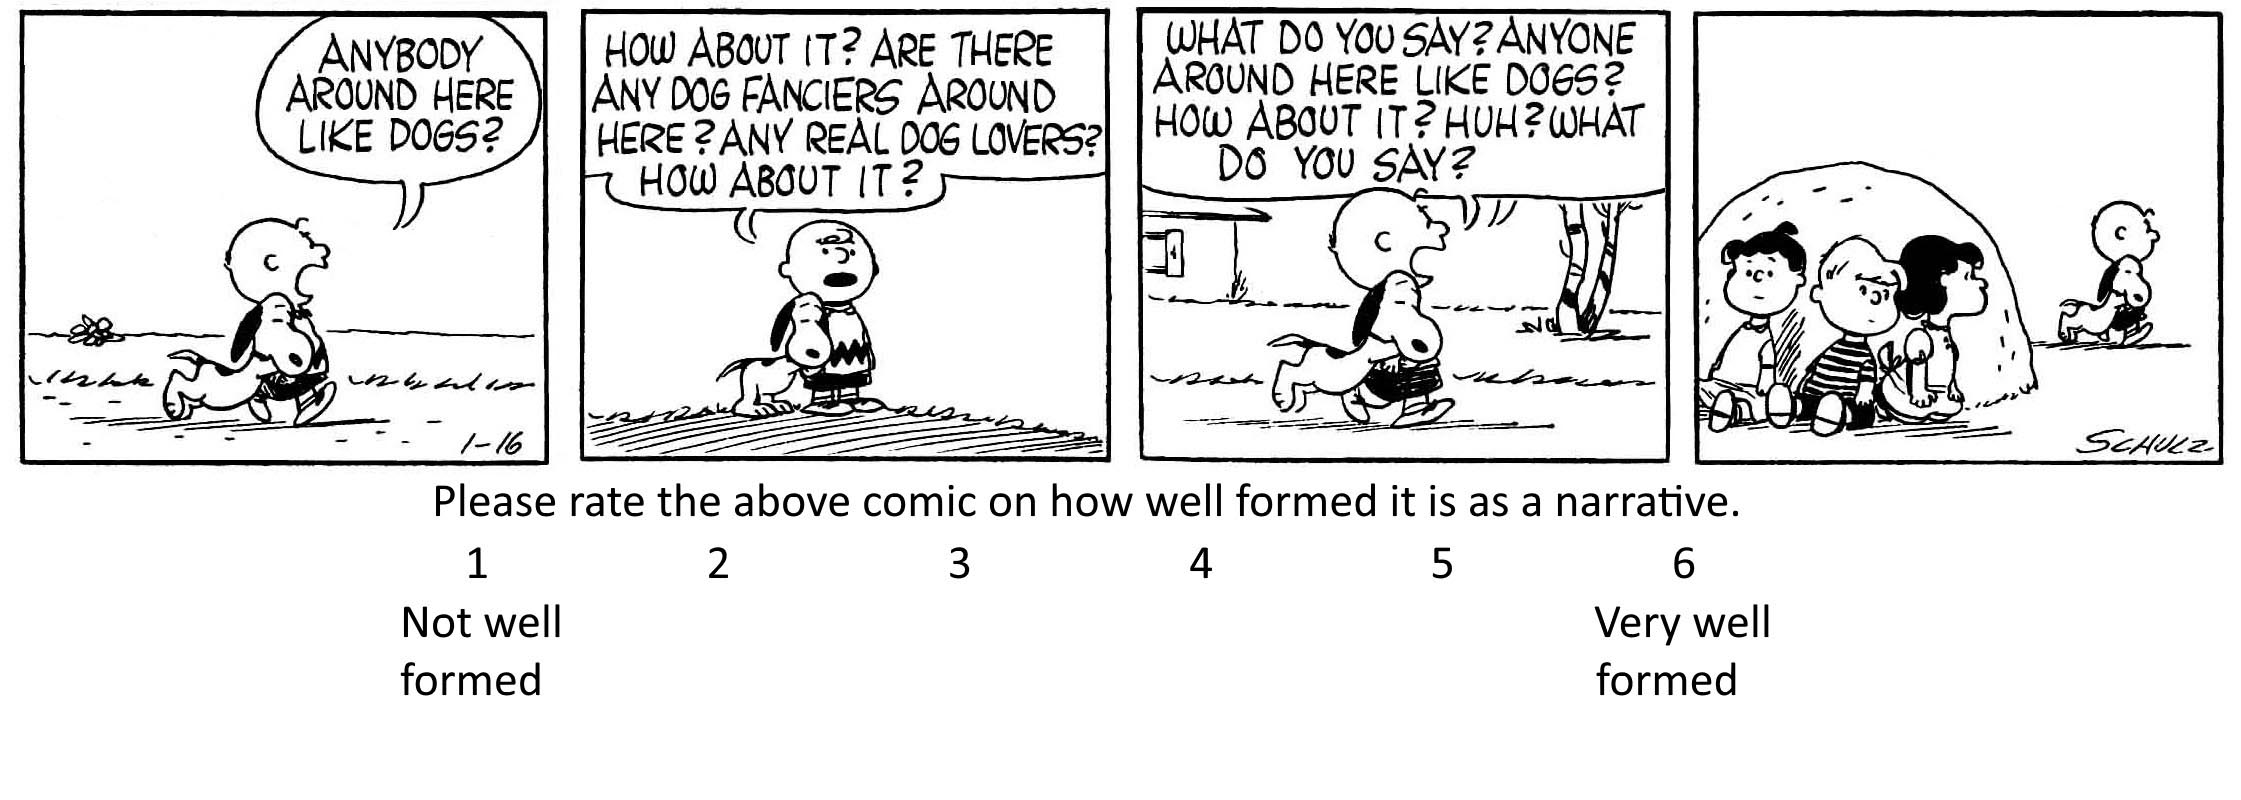 ANYBODY
AROUND HERE
LIKE DOGS?
1-16
HOW ABOUT IT? ARE THERE
ANY DOG FANCIERS AROUND
HERE? ANY REAL DOG LOVERS?
HOW ABOUT IT?
WHAT DO YOU SAY? ANYONE
AROUND HERE LIKE DOGS?
HOW ABOUT IT? HUH? WHAT
DO YOU SAY?
SCHULZ
Please rate the above comic on how well formed it is as a narrative.
1 2 3 4 5 6
Not well
formed
Very well
formed